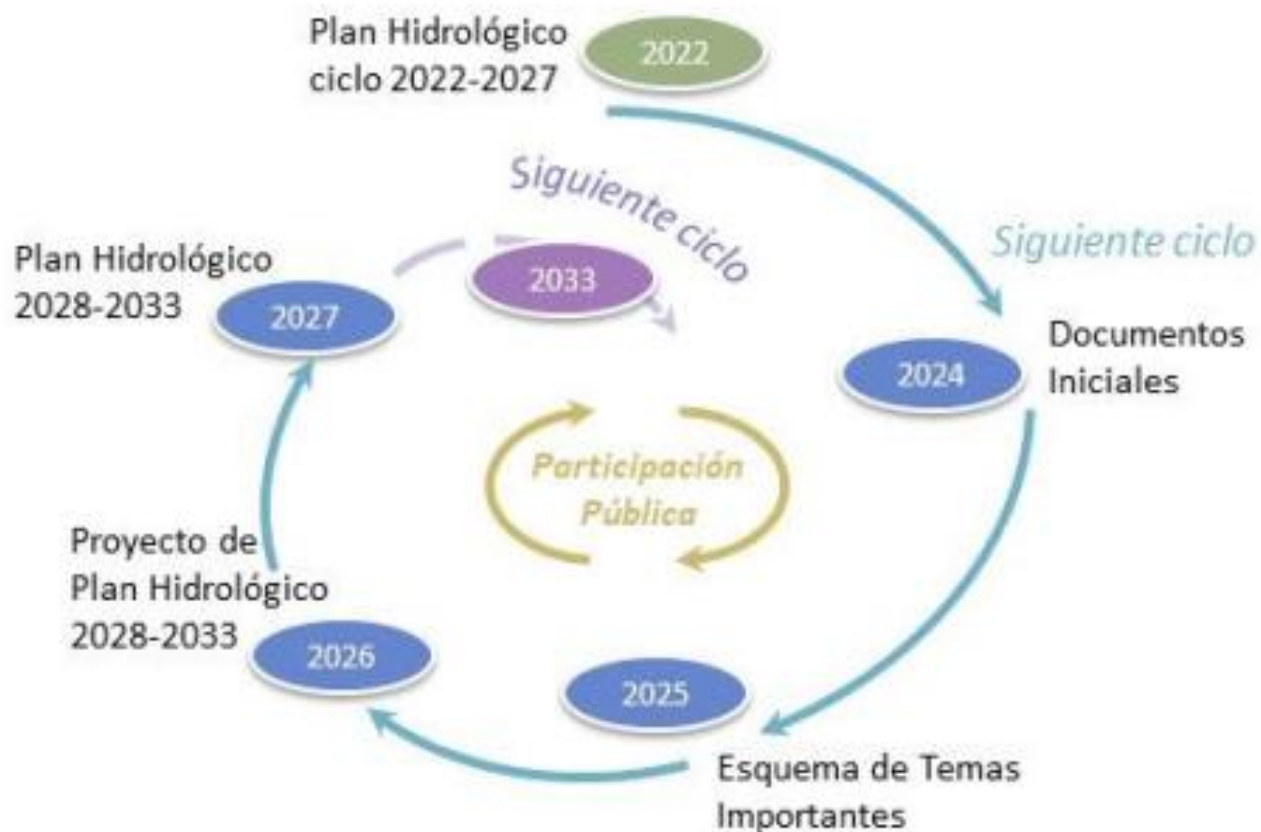 Plan Hidrológico
ciclo 2022-2027
2022
Siguiente ciclo
Siguiente ciclo
Plan Hidrológico
2028-2033
2027
2033
2024
Documentos
Iniciales
Participación
Pública
Proyecto de
Plan Hidrológico
2028-2033
2026
2025
Esquema de Temas
Importantes